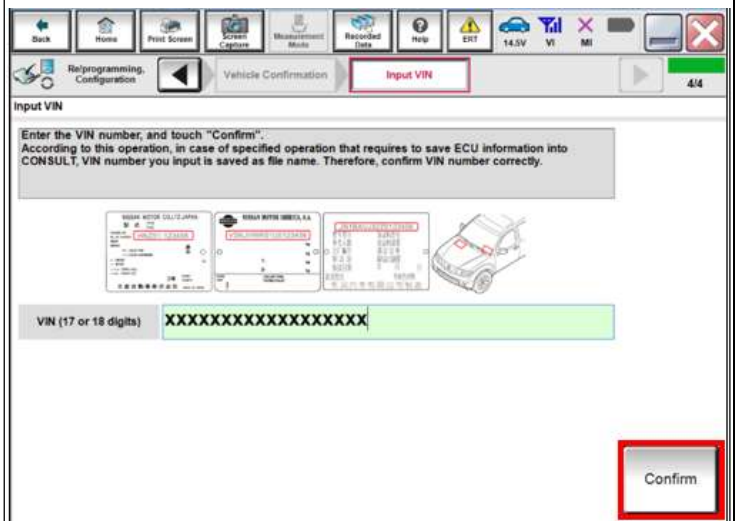 Back Home Print Screen Screen Capture Measurement Mode Recorded Data Help ERT 14.5V VI MI
Re/programming, Configuration Vehicle Confirmation Input VIN 4/4
Input VIN
Enter the VIN number, and touch "Confirm".
According to this operation, in case of specified operation that requires to save ECU information into
CONSULT, VIN number you input is saved as file name. Therefore, confirm VIN number correctly.
VIN (17 or 18 digits) XXXXXXXXXXXXXXXXXX
Confirm